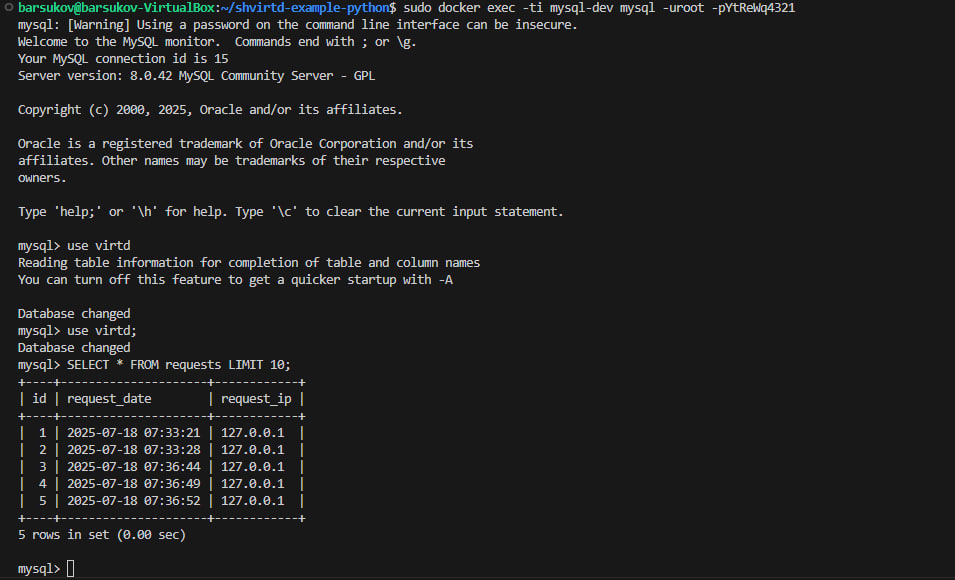 barsukov@barsukov-VirtualBox:~/shvirtd-example-python$ sudo docker exec -ti mysql-dev mysql -uroot -pYtReWq4321
mysql: [Warning] Using a password on the command line interface can be insecure.
Welcome to the MySQL monitor.  Commands end with ; or \g.
Your MySQL connection id is 15
Server version: 8.0.42 MySQL Community Server - GPL

Copyright (c) 2000, 2025, Oracle and/or its affiliates.

Oracle is a registered trademark of Oracle Corporation and/or its
affiliates. Other names may be trademarks of their respective
owners.

Type 'help;' or '\h' for help. Type '\c' to clear the current input statement.

mysql> use virtd
Reading table information for completion of table and column names
You can turn off this feature to get a quicker startup with -A

Database changed
mysql> use virtd;
Database changed
mysql> SELECT * FROM requests LIMIT 10;
+----+---------------------+------------+
| id | request_date        | request_ip |
+----+---------------------+------------+
|  1 | 2025-07-18 07:33:21 | 127.0.0.1  |
|  2 | 2025-07-18 07:33:28 | 127.0.0.1  |
|  3 | 2025-07-18 07:36:44 | 127.0.0.1  |
|  4 | 2025-07-18 07:36:49 | 127.0.0.1  |
|  5 | 2025-07-18 07:36:52 | 127.0.0.1  |
+----+---------------------+------------+
5 rows in set (0.00 sec)

mysql>